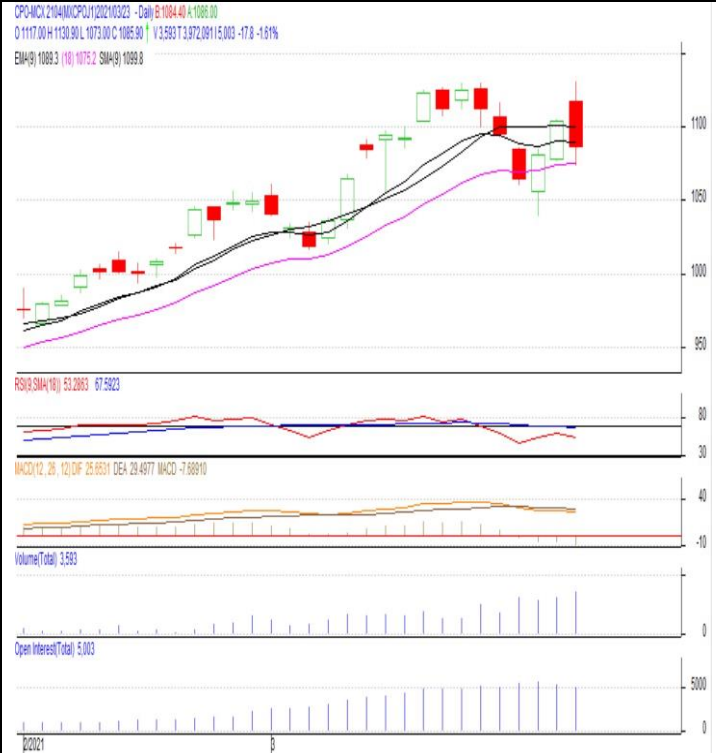 CPO-MCX 2104(MXCPOJ1)2021/03/23 - Daily B:1084.40 A:1086.00
O 1117.00 H 1130.90 L 1073.00 C 1085.90 ↑ V 3,593 T 3,972,091 I 5,003 -17.8 -1.61%
EMA(9) 1089.3 (18) 1075.2 SMA(9) 1099.8
1100
1050
1000
950
RSI(9,SMA(18)) 53.2863 67.5923
80
30
MACD(12 , 26 , 12) DIF 25.6531 DEA 29.4977 MACD -7.68910
40
-10
Volume(Total) 3,593
0
Open Interest(Total) 5,003
5000
0
2/2021 3